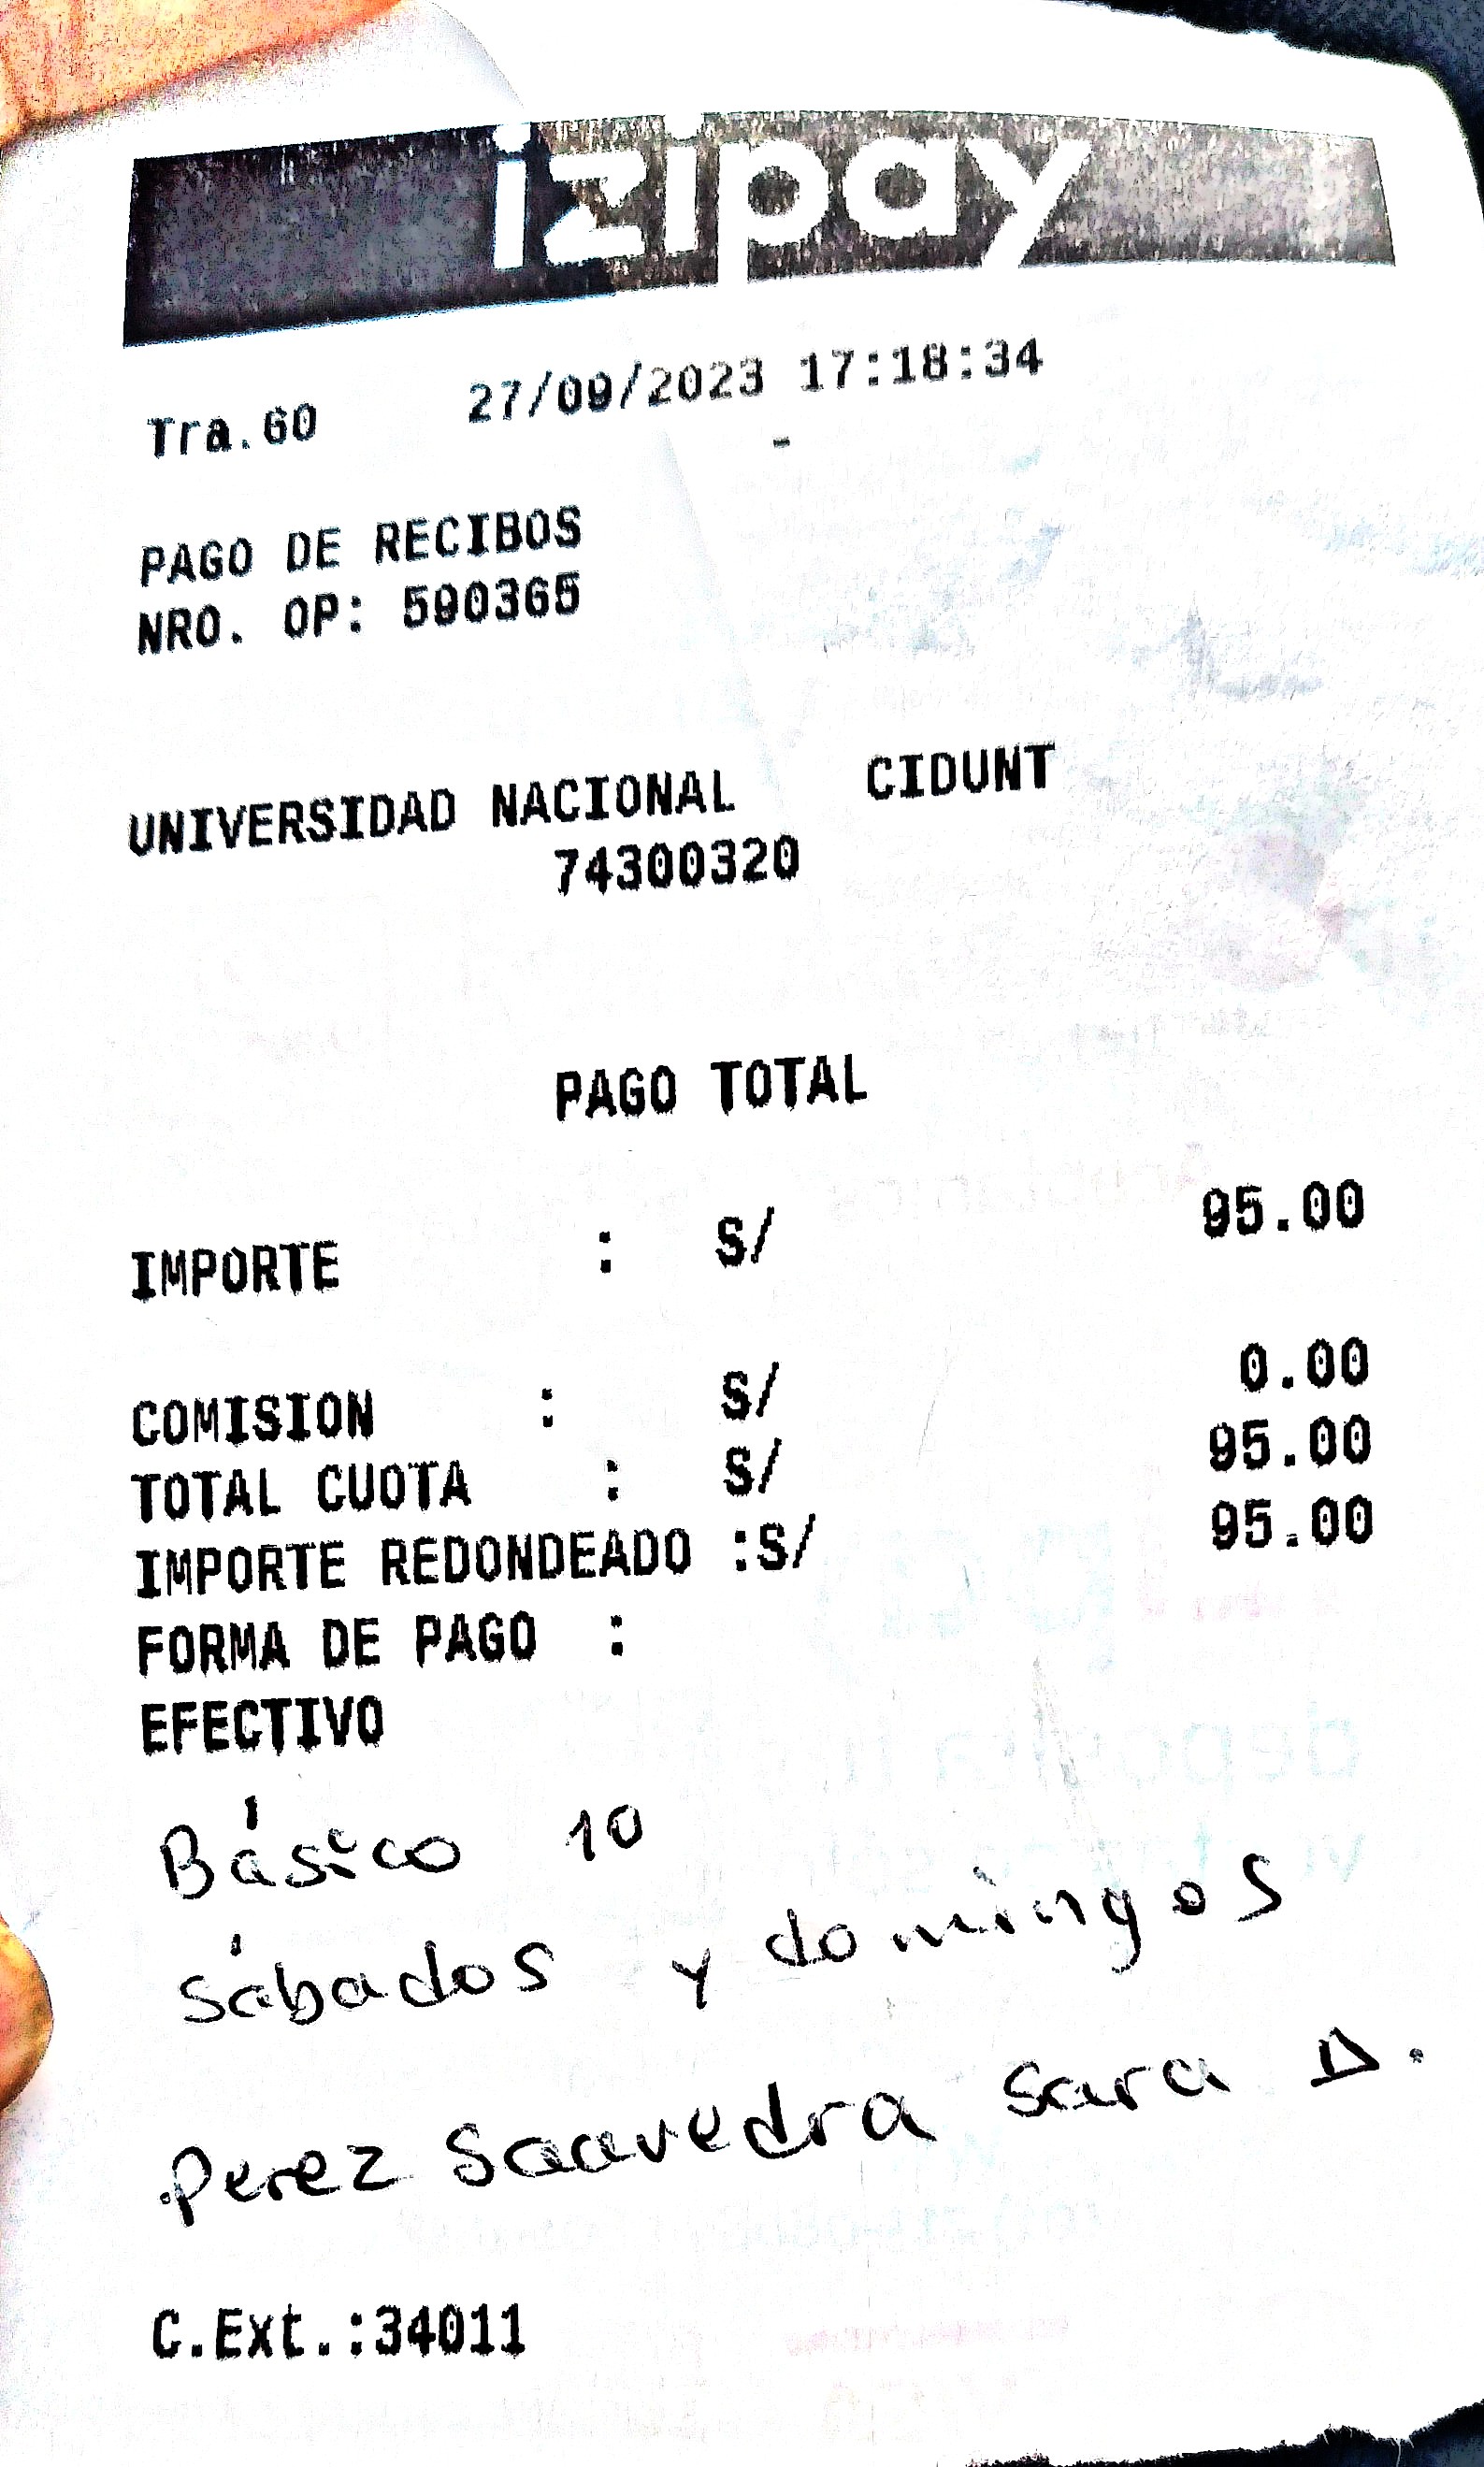 izipay
Tra.60 27/09/2023 17:18:34
-
PAGO DE RECIBOS
NRO. OP: 590365
UNIVERSIDAD NACIONAL CIDUNT
74300320
PAGO TOTAL
IMPORTE : S/ 95.00
COMISION : S/ 0.00
TOTAL CUOTA : S/ 95.00
IMPORTE REDONDEADO :S/ 95.00
FORMA DE PAGO :
EFECTIVO
Básico 10
Sábados y domingos
Perez Saavedra Sara D.
C.Ext.:34011